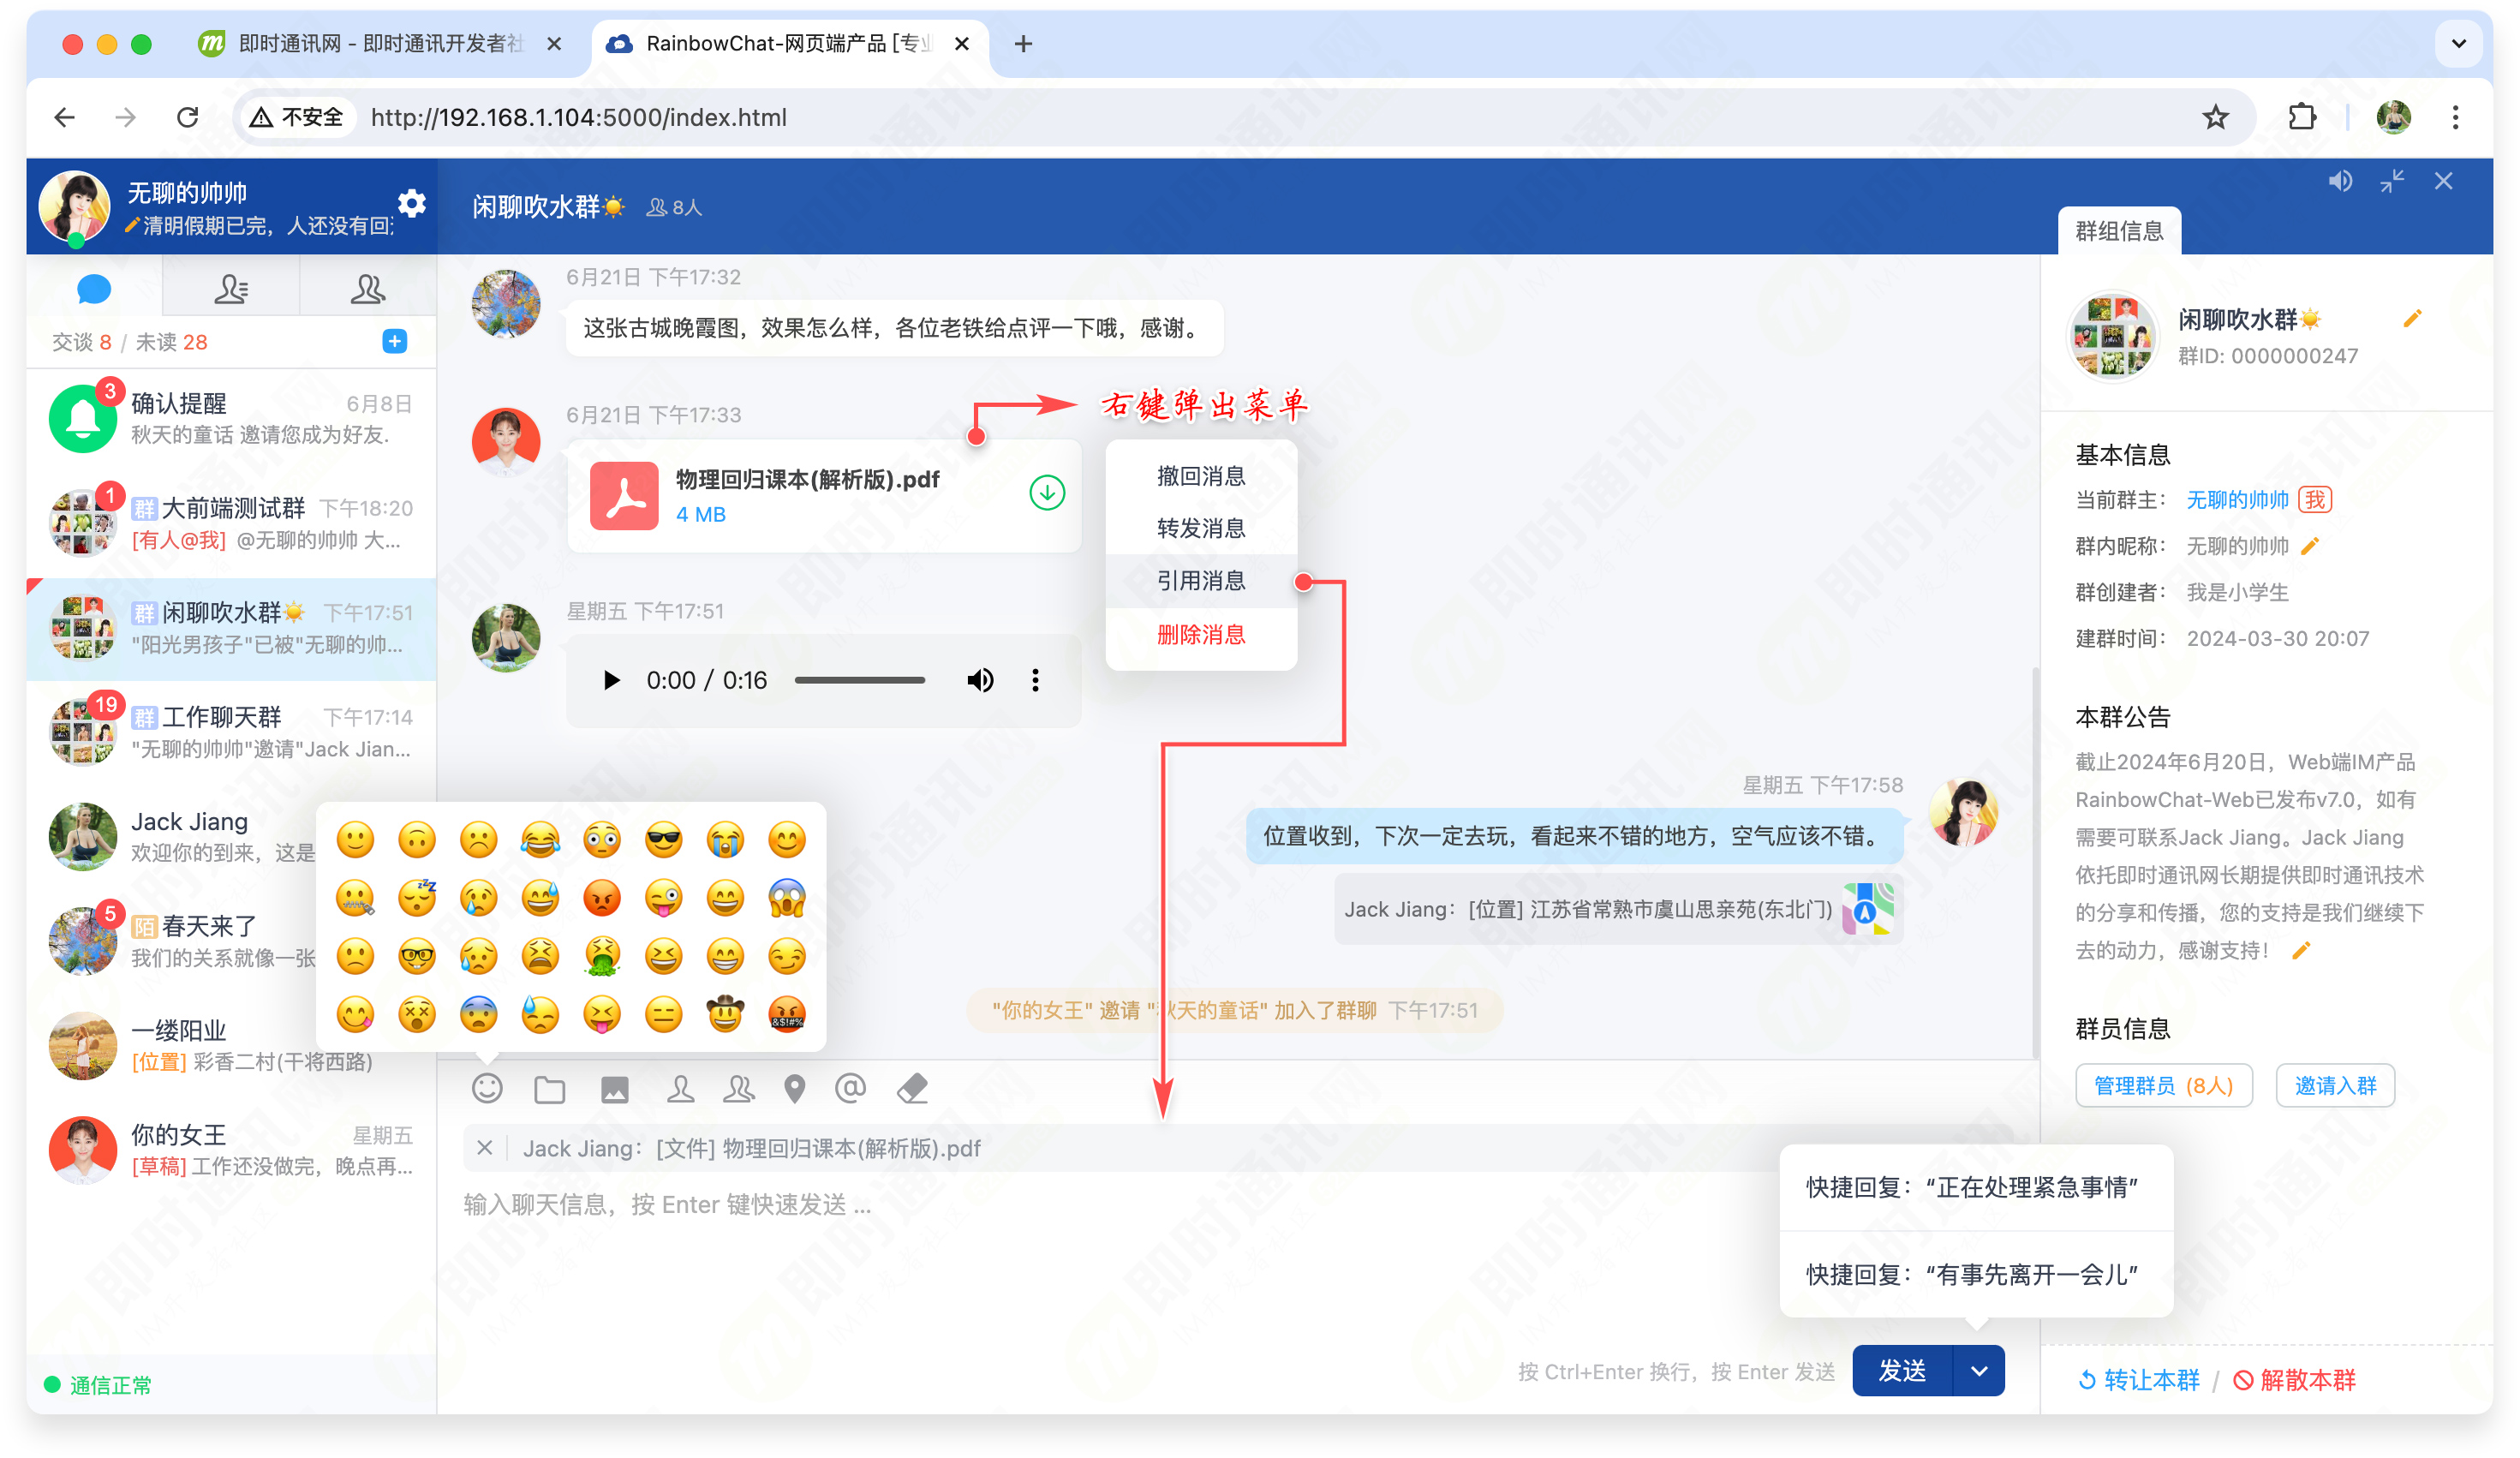 即时通讯网 - 即时通讯开发者社
RainbowChat-网页端产品 [专业
不安全
http://192.168.1.104:5000/index.html
无聊的帅帅
清明假期已完，人还没有回
闲聊吹水群☀️
8人
群组信息
交谈 8 / 未读 28
3
确认提醒
6月8日
秋天的童话 邀请您成为好友.
1
群 大前端测试群
下午18:20
[有人@我] @无聊的帅帅 大...
群 闲聊吹水群☀️
下午17:51
"阳光男孩子"已被"无聊的帅...
19
群 工作聊天群
下午17:14
"无聊的帅帅"邀请"Jack Jian...
Jack Jiang
欢迎你的到来，这是
5
陌 春天来了
我们的关系就像一张
一缕阳业
[位置] 彩香二村(干将西路)
你的女王
星期五
[草稿] 工作还没做完，晚点再...
通信正常
6月21日 下午17:32
这张古城晚霞图，效果怎么样，各位老铁给点评一下哦，感谢。
6月21日 下午17:33
物理回归课本(解析版).pdf
4 MB
右键弹出菜单
撤回消息
转发消息
引用消息
删除消息
星期五 下午17:51
0:00 / 0:16
星期五 下午17:58
位置收到，下次一定去玩，看起来不错的地方，空气应该不错。
Jack Jiang：[位置] 江苏省常熟市虞山思亲苑(东北门)
"你的女王" 邀请 "秋天的童话" 加入了群聊 下午17:51
Jack Jiang：[文件] 物理回归课本(解析版).pdf
输入聊天信息，按 Enter 键快速发送 ...
快捷回复：“正在处理紧急事情”
快捷回复：“有事先离开一会儿”
按 Ctrl+Enter 换行，按 Enter 发送
发送
闲聊吹水群☀️
群ID: 0000000247
基本信息
当前群主： 无聊的帅帅 我
群内昵称： 无聊的帅帅
群创建者： 我是小学生
建群时间： 2024-03-30 20:07
本群公告
截止2024年6月20日，Web端IM产品
RainbowChat-Web已发布v7.0，如有
需要可联系Jack Jiang。Jack Jiang
依托即时通讯网长期提供即时通讯技术
的分享和传播，您的支持是我们继续下
去的动力，感谢支持！
群员信息
管理群员 (8人)
邀请入群
转让本群 / 解散本群
即时通讯网